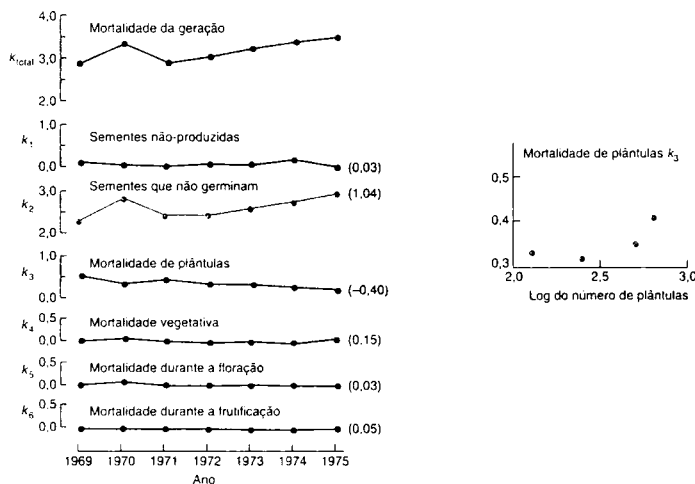 4,0
Mortalidade da geração
k total
3,0
2,0
1,0
k1
Sementes não-produzidas
0,0
(0,03)
Sementes que não germinam
(1,04)
3,0
k2
2,0
1,0
Mortalidade de plântulas
k3
0,0
(–0,40)
0,5
Mortalidade vegetativa
k4
0,0
(0,15)
0,5
Mortalidade durante a floração
k5
0,0
(0,03)
0,5
Mortalidade durante a frutificação
k6
0,0
(0,05)
1969 1970 1971 1972 1973 1974 1975
Ano
Mortalidade de plântulas k3
0,5
0,4
0,3
2,0 2,5 3,0
Log do número de plântulas